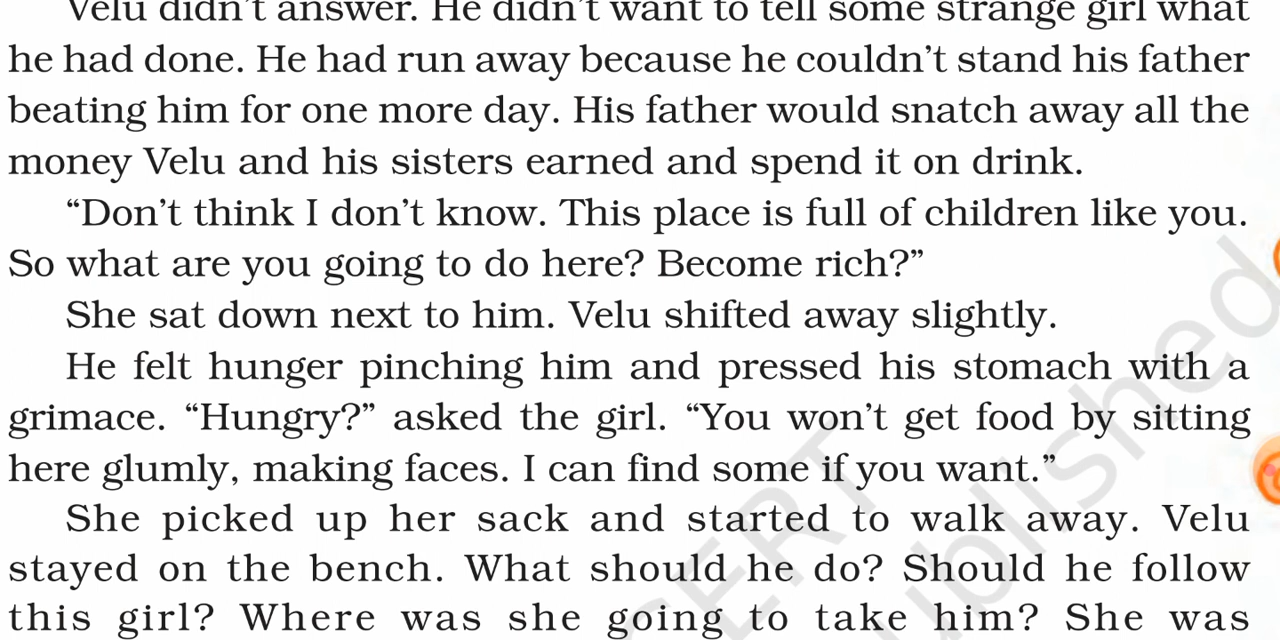 Velu didn’t answer. He didn’t want to tell some strange girl what
he had done. He had run away because he couldn’t stand his father
beating him for one more day. His father would snatch away all the
money Velu and his sisters earned and spend it on drink.
“Don’t think I don’t know. This place is full of children like you.
So what are you going to do here? Become rich?”
She sat down next to him. Velu shifted away slightly.
He felt hunger pinching him and pressed his stomach with a
grimace. “Hungry?” asked the girl. “You won’t get food by sitting
here glumly, making faces. I can find some if you want.”
She picked up her sack and started to walk away. Velu
stayed on the bench. What should he do? Should he follow
this girl? Where was she going to take him? She was